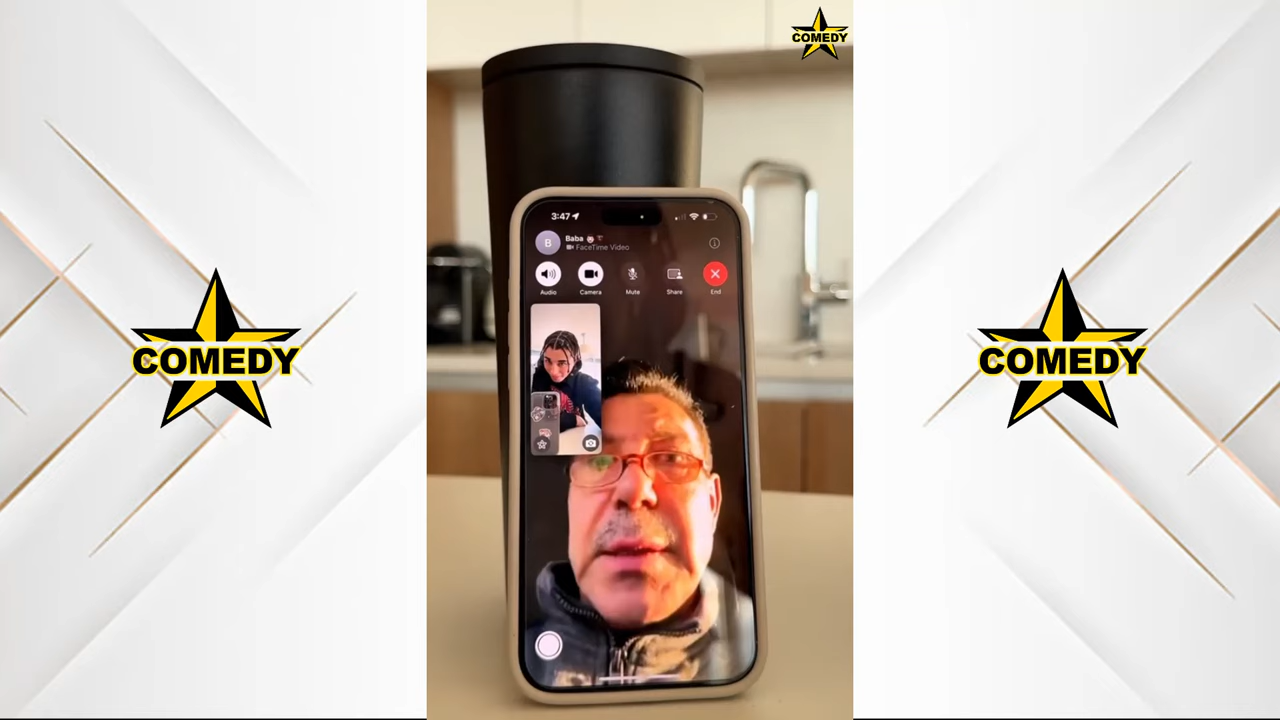 COMEDY
3:47
B
Baba
FaceTime Video
Audio
Camera
Mute
Share
End
COMEDY
COMEDY